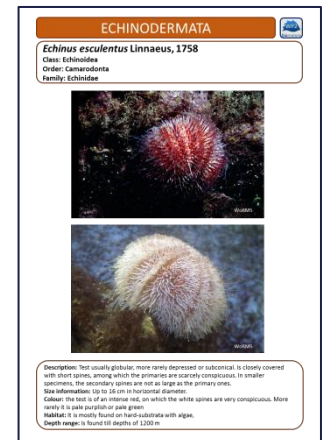 ECHINODERMATA
Echinus esculentus Linnaeus, 1758
Class: Echinoidea
Order: Camarodonta
Family: Echinidae
WoRMS
WoRMS
Description: Test usually globular, more rarely depressed or subconical. Is closely covered
with short spines, among which the primaries are scarcely conspicuous. In smaller
specimens, the secondary spines are not as large as the primary ones.
Size information: Up to 16 cm in horizontal diameter.
Colour: the test is of an intense red, on which the white spines are very conspicuous. More
rarely it is pale purplish or pale green
Habitat: It is mostly found on hard-substrata with algae,
Depth range: Is found till depths of 1200 m